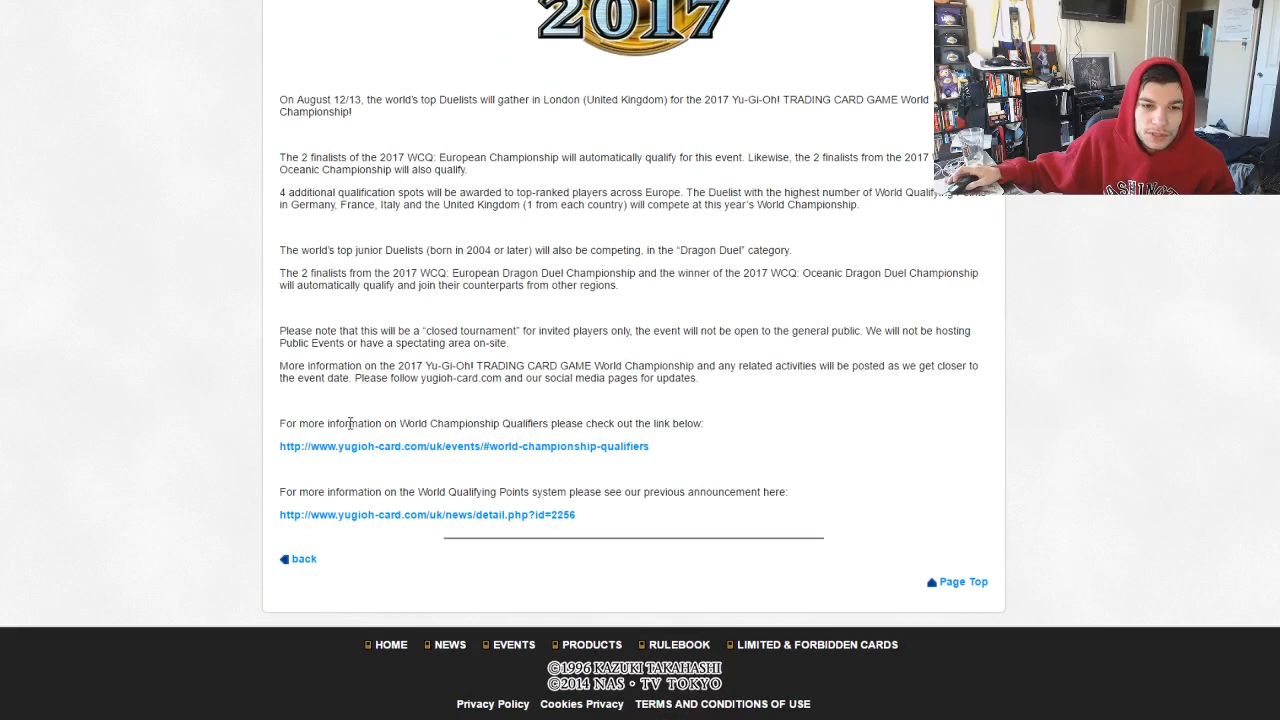 2017
On August 12/13, the world's top Duelists will gather in London (United Kingdom) for the 2017 Yu-Gi-Oh! TRADING CARD GAME World
Championship!
The 2 finalists of the 2017 WCQ: European Championship will automatically qualify for this event. Likewise, the 2 finalists from the 2017
Oceanic Championship will also qualify.
4 additional qualification spots will be awarded to top-ranked players across Europe. The Duelist with the highest number of World Qualifying Points
in Germany, France, Italy and the United Kingdom (1 from each country) will compete at this year's World Championship.
The world's top junior Duelists (born in 2004 or later) will also be competing, in the “Dragon Duel” category.
The 2 finalists from the 2017 WCQ: European Dragon Duel Championship and the winner of the 2017 WCQ: Oceanic Dragon Duel Championship
will automatically qualify and join their counterparts from other regions.
Please note that this will be a “closed tournament” for invited players only, the event will not be open to the general public. We will not be hosting
Public Events or have a spectating area on-site.
More information on the 2017 Yu-Gi-Oh! TRADING CARD GAME World Championship and any related activities will be posted as we get closer to
the event date. Please follow yugioh-card.com and our social media pages for updates.
For more information on World Championship Qualifiers please check out the link below:
http://www.yugioh-card.com/uk/events/#world-championship-qualifiers
For more information on the World Qualifying Points system please see our previous announcement here:
http://www.yugioh-card.com/uk/news/detail.php?id=2256
back
Page Top
HOME NEWS EVENTS PRODUCTS RULEBOOK LIMITED & FORBIDDEN CARDS
©1996 KAZUKI TAKAHASHI
©2014 NAS • TV TOKYO
Privacy Policy Cookies Privacy TERMS AND CONDITIONS OF USE